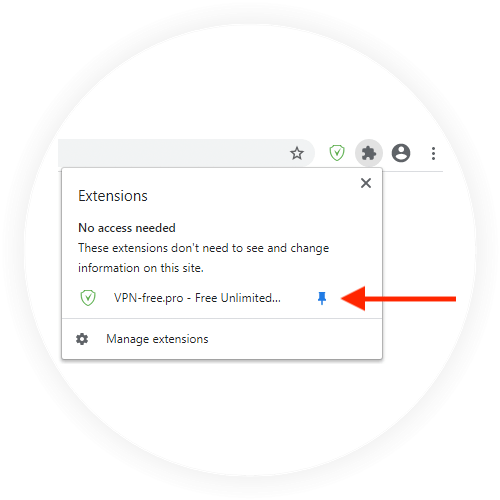 Extensions
No access needed
These extensions don't need to see and change
information on this site.
VPN-free.pro - Free Unlimited...
Manage extensions